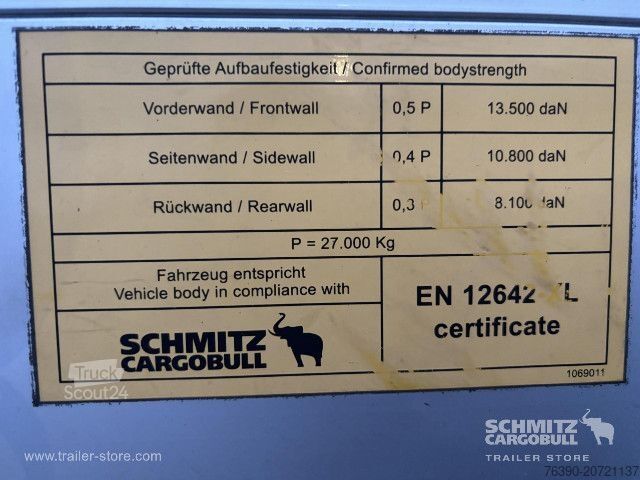 Geprüfte Aufbaufestigkeit / Confirmed bodystrength
Vorderwand / Frontwall 0,5 P 13.500 daN
Seitenwand / Sidewall 0,4 P 10.800 daN
Rückwand / Rearwall 0,3 P 8.100 daN
P = 27.000 Kg
Fahrzeug entspricht
Vehicle body in compliance with
EN 12642-XL
certificate
SCHMITZ
CARGOBULL
1069011
Truck
Scout24
www.trailer-store.com
SCHMITZ
CARGOBULL
TRAILER STORE
76390-20721137